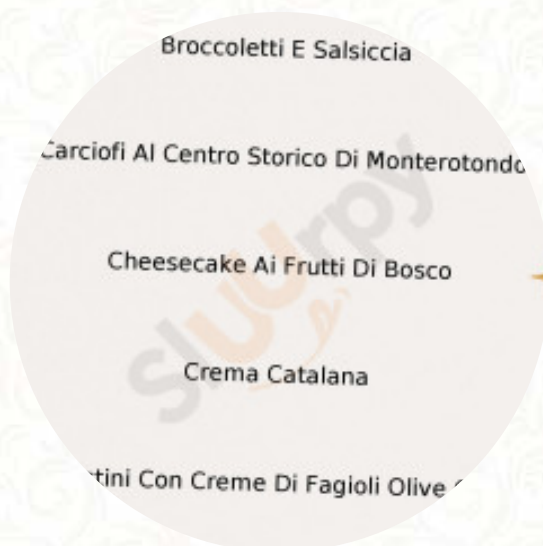 Broccoletti E Salsiccia
Carciofi Al Centro Storico Di Monterotondo
Cheesecake Ai Frutti Di Bosco
sluurpy
Crema Catalana
Con Creme Di Fagioli Olive